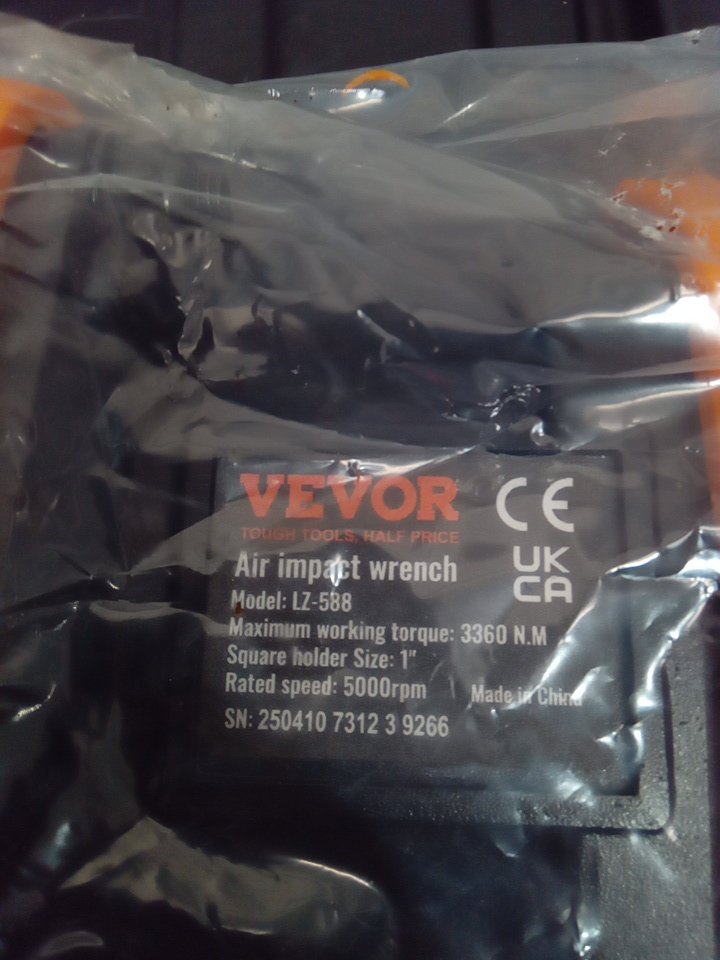 VEVOR
TOUGH TOOLS, HALF PRICE
CE
UK
CA
Air impact wrench
Model: LZ-588
Maximum working torque: 3360 N.M
Square holder Size: 1"
Rated speed: 5000rpm
Made in China
SN: 250410 7312 3 9266